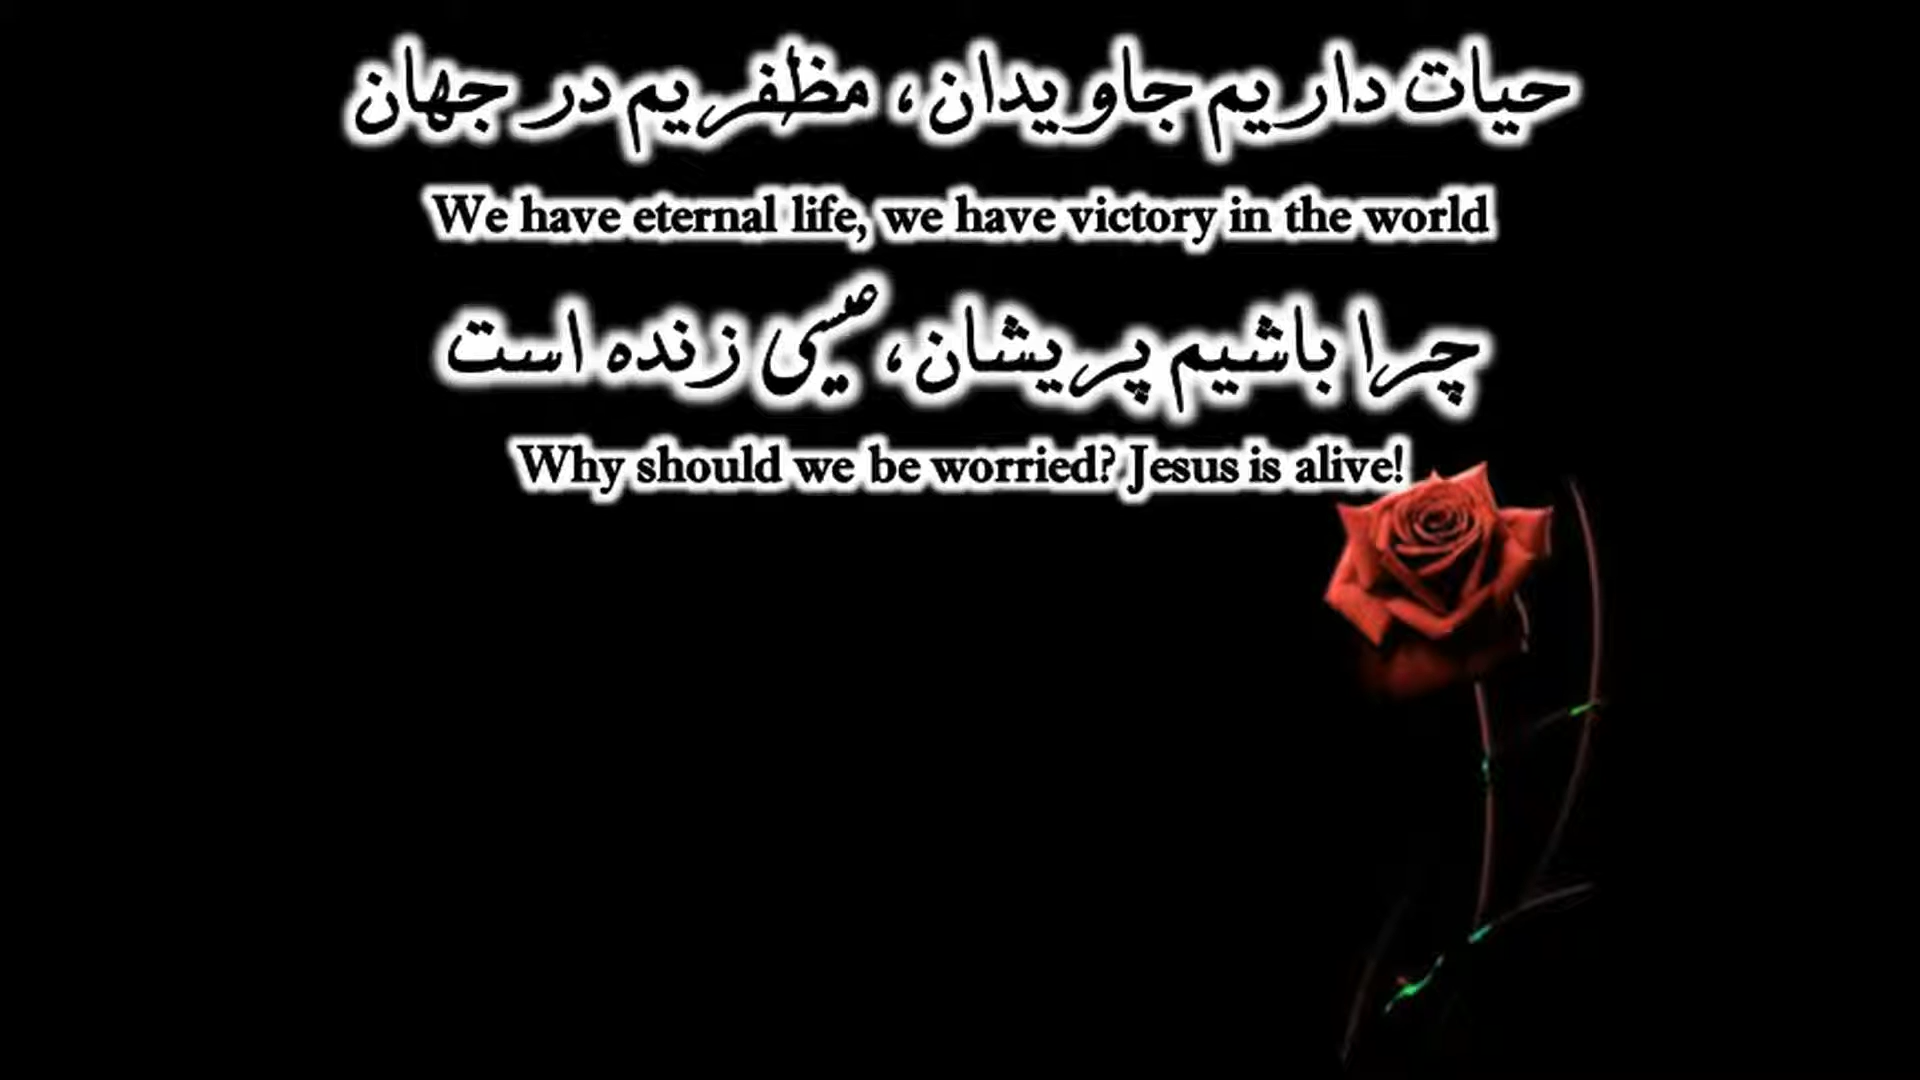 حیات داریم جاویدان، مظفریم در جهان
We have eternal life, we have victory in the world
چرا باشیم پریشان، عیسی زنده است
Why should we be worried? Jesus is alive!